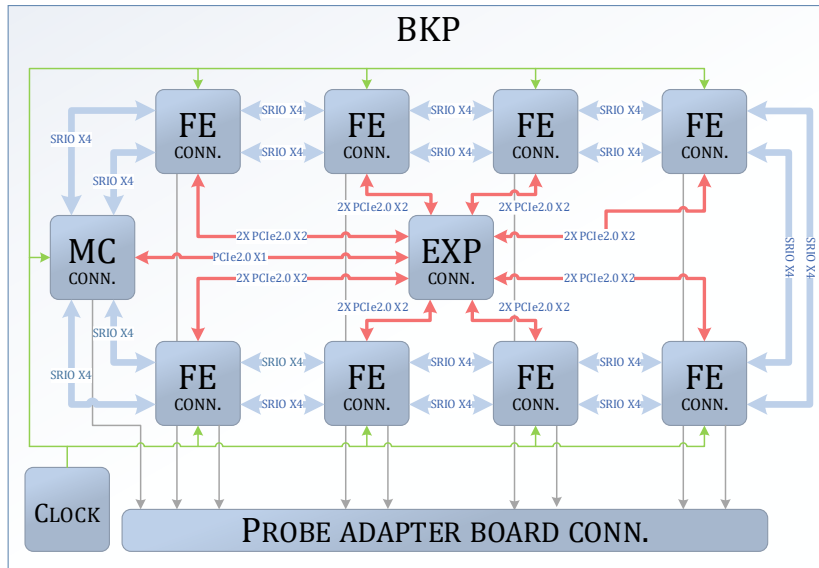 BKP
FE
CONN.
SRIO X4
SRIO X4
FE
CONN.
SRIO X4
SRIO X4
FE
CONN.
SRIO X4
SRIO X4
FE
CONN.
SRIO X4
SRIO X4
2X PCIe2.0 X2
2X PCIe2.0 X2
MC
CONN.
2X PCIe2.0 X2
EXP
CONN.
2X PCIe2.0 X2
PCIe2.0 X1
2X PCIe2.0 X2
2X PCIe2.0 X2
SRIO X4
SRIO X4
2X PCIe2.0 X2
2X PCIe2.0 X2
SRIO X4
SRIO X4
FE
CONN.
SRIO X4
SRIO X4
FE
CONN.
SRIO X4
SRIO X4
FE
CONN.
SRIO X4
SRIO X4
FE
CONN.
CLOCK
PROBE ADAPTER BOARD CONN.